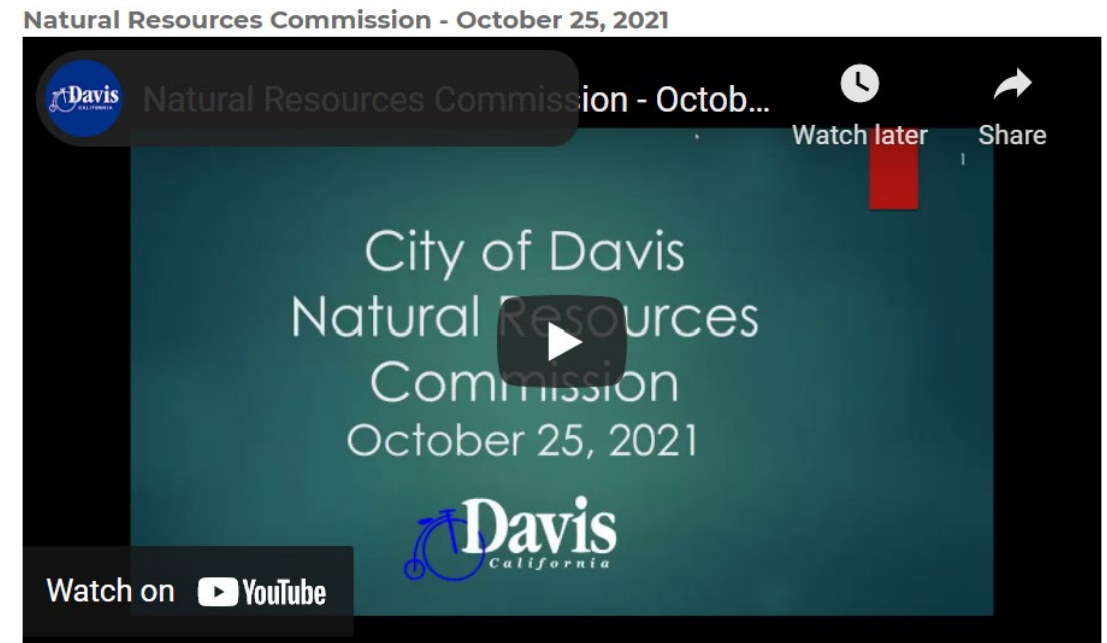 Natural Resources Commission - October 25, 2021
Davis
CALIFORNIA
Natural Resources Commission - Octob...
Watch later
Share
1
City of Davis
Natural Resources
Commission
October 25, 2021
Davis
California
Watch on YouTube